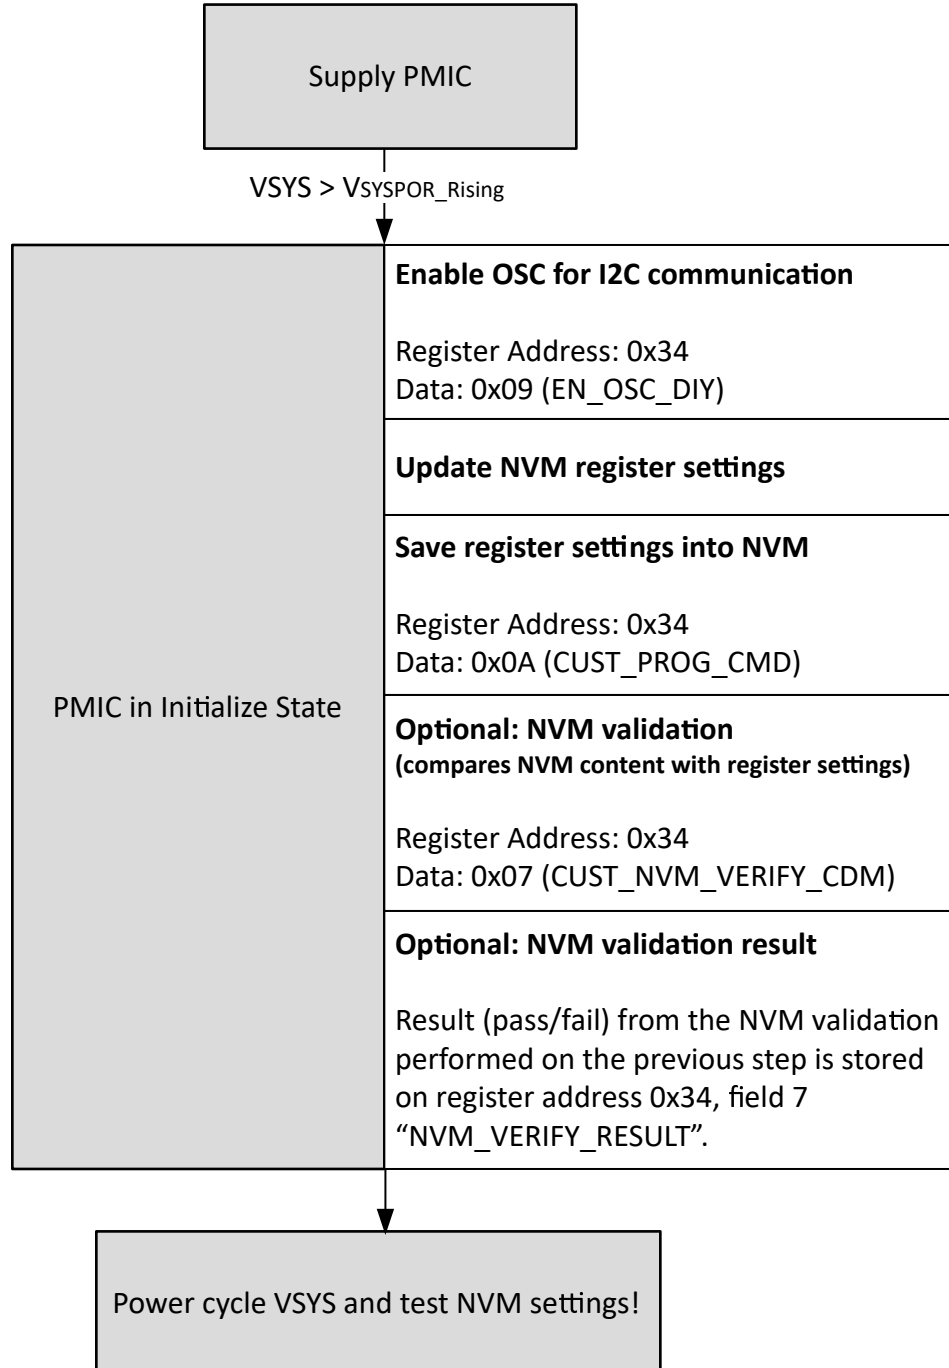 Supply PMIC
VSYS > VSYSPOR_Rising
PMIC in Initialize State
Enable OSC for I2C communication
Register Address: 0x34
Data: 0x09 (EN_OSC_DIY)
Update NVM register settings
Save register settings into NVM
Register Address: 0x34
Data: 0x0A (CUST_PROG_CMD)
Optional: NVM validation
(compares NVM content with register settings)
Register Address: 0x34
Data: 0x07 (CUST_NVM_VERIFY_CDM)
Optional: NVM validation result
Result (pass/fail) from the NVM validation
performed on the previous step is stored
on register address 0x34, field 7
“NVM_VERIFY_RESULT”.
Power cycle VSYS and test NVM settings!